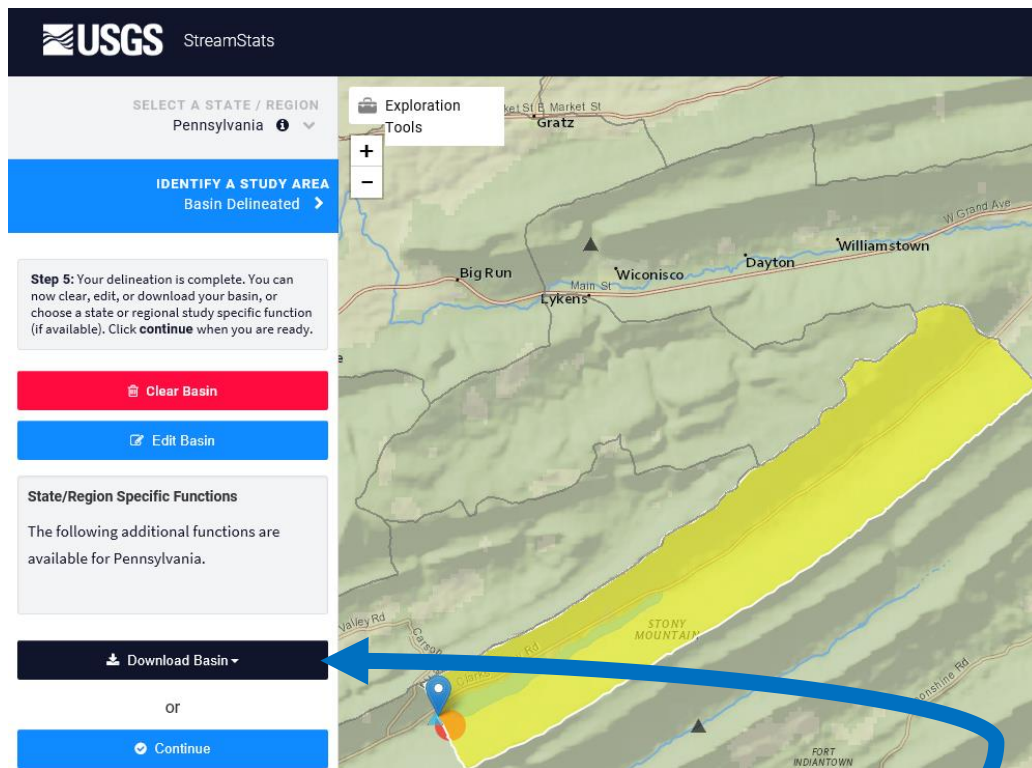 USGS StreamStats
SELECT A STATE / REGION
Pennsylvania
IDENTIFY A STUDY AREA
Basin Delineated
Step 5: Your delineation is complete. You can
now clear, edit, or download your basin, or
choose a state or regional study specific function
(if available). Click continue when you are ready.
Clear Basin
Edit Basin
State/Region Specific Functions
The following additional functions are
available for Pennsylvania.
Download Basin
or
Continue
Exploration
Tools
+
−
E Market St
Gratz
W Grand Ave
Williamstown
Dayton
Big Run
Wiconisco
Main St
Lykens
STONY
MOUNTAIN
Valley Rd
Rd
FORT
INDIANTOWN